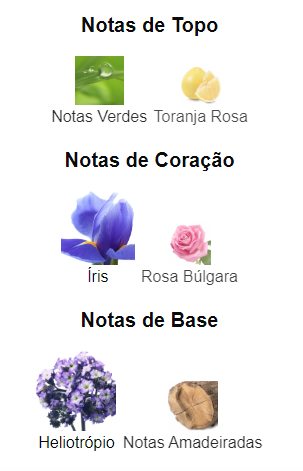 Notas de Topo
Notas Verdes Toranja Rosa
Notas de Coração
Íris Rosa Búlgara
Notas de Base
Heliotrópio Notas Amadeiradas